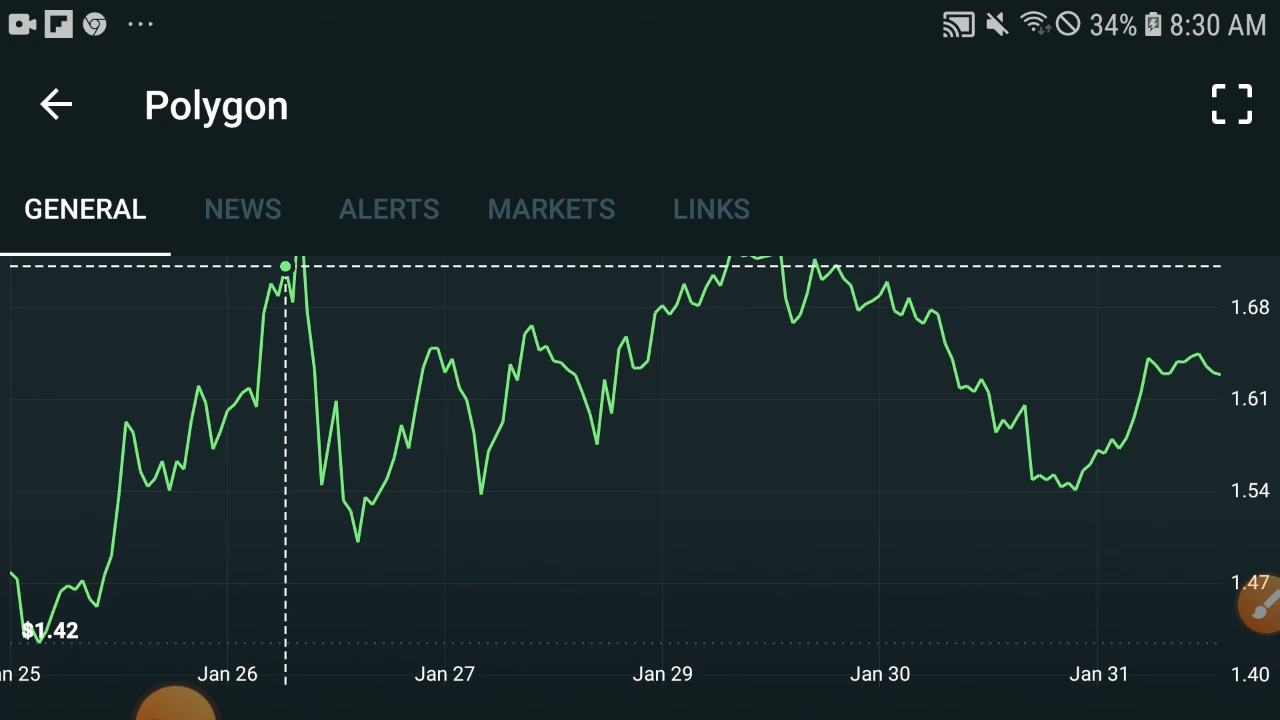 34% 8:30 AM
Polygon
GENERAL NEWS ALERTS MARKETS LINKS
1.68
1.61
1.54
1.47
$1.42
n 25 Jan 26 Jan 27 Jan 29 Jan 30 Jan 31 1.40